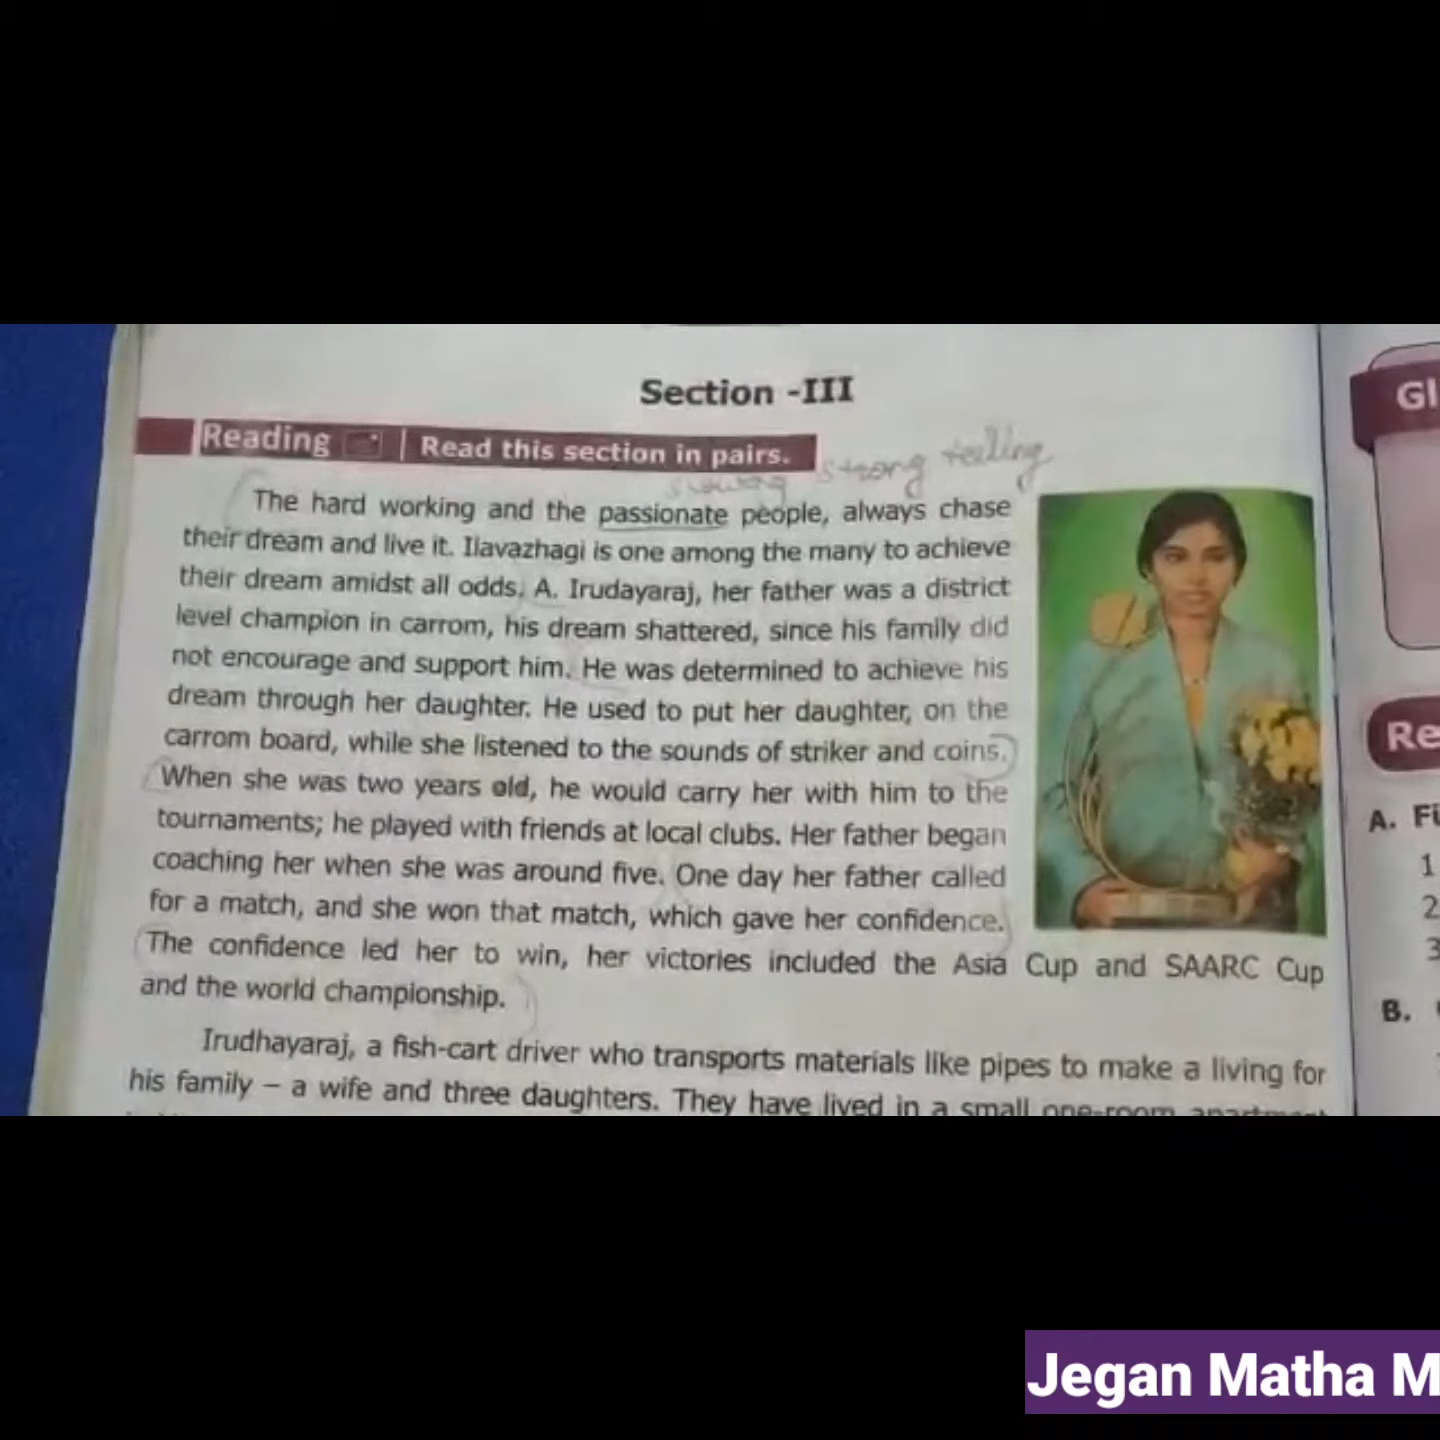 Section -III
Reading | Read this section in pairs.
showing strong feeling
The hard working and the passionate people, always chase
their dream and live it. Ilavazhagi is one among the many to achieve
their dream amidst all odds. A. Irudayaraj, her father was a district
level champion in carrom, his dream shattered, since his family did
not encourage and support him. He was determined to achieve his
dream through her daughter. He used to put her daughter, on the
carrom board, while she listened to the sounds of striker and coins.
When she was two years old, he would carry her with him to the
tournaments; he played with friends at local clubs. Her father began
coaching her when she was around five. One day her father called
for a match, and she won that match, which gave her confidence.
The confidence led her to win, her victories included the Asia Cup and SAARC Cup
and the world championship.
Irudhayaraj, a fish-cart driver who transports materials like pipes to make a living for
his family – a wife and three daughters. They have lived in a small one-room apartment
Gl
Re
A. Fi
1
2
3
B.
Jegan Matha M